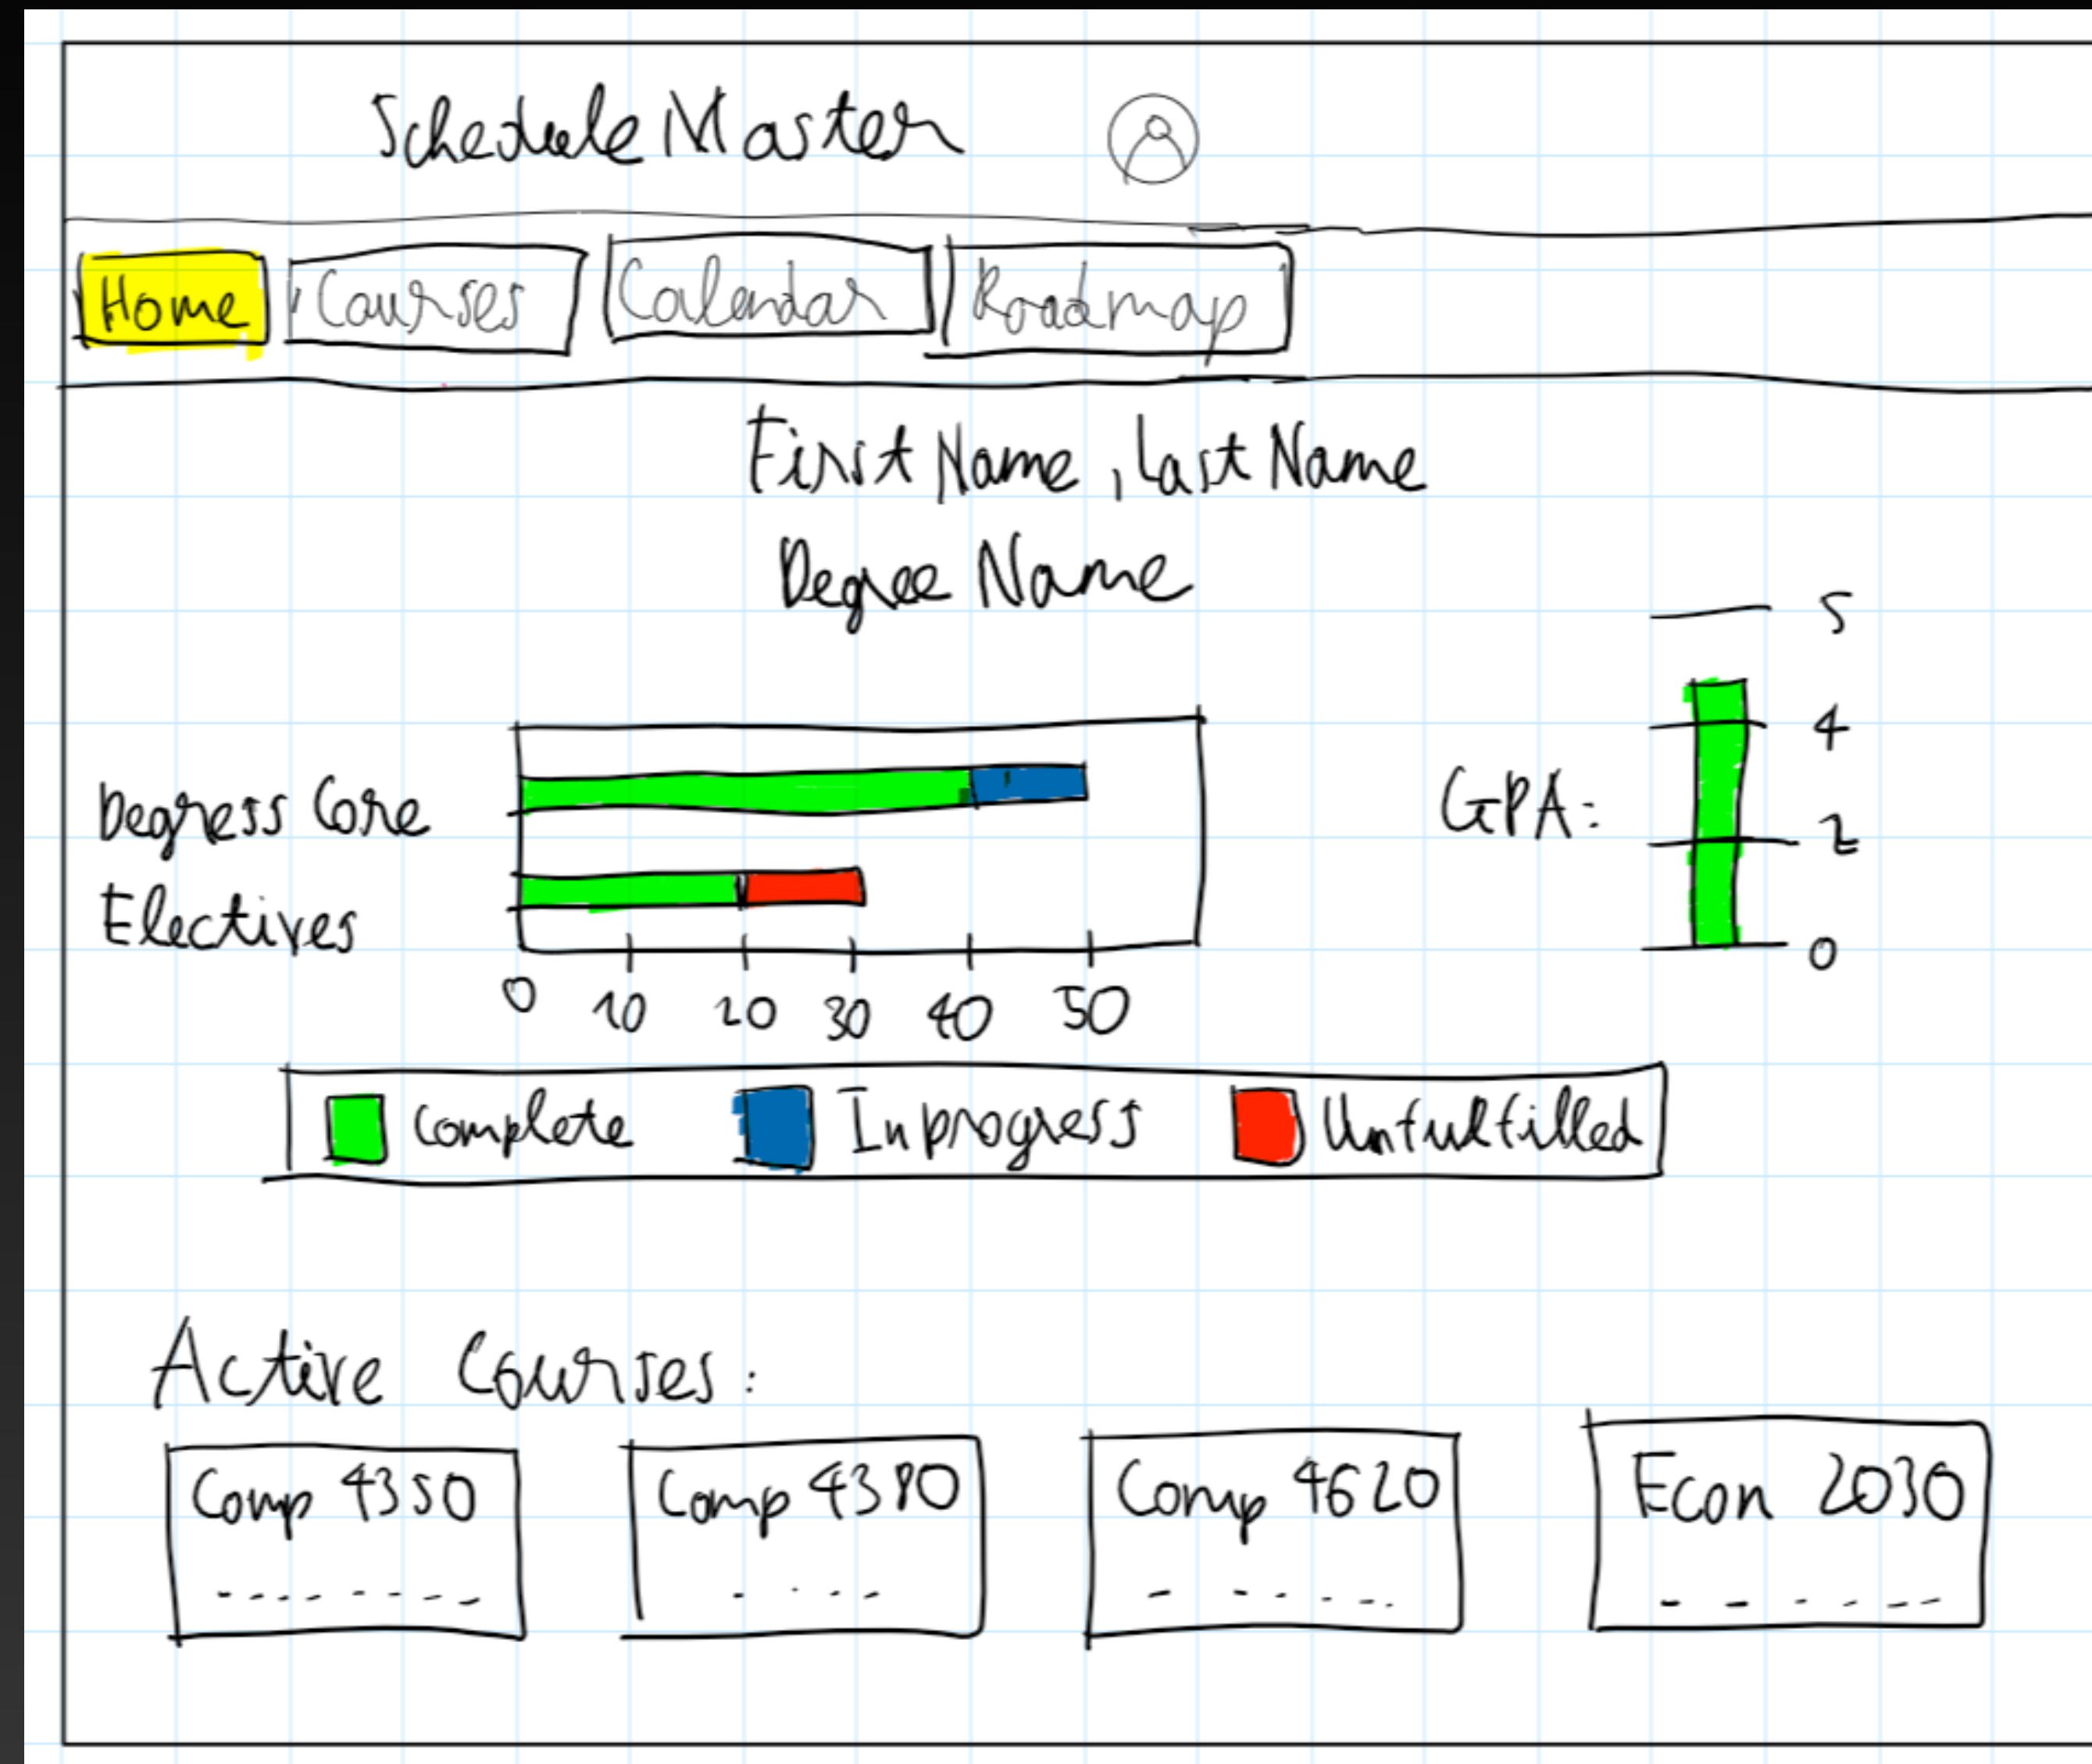 Schedule Master
Home Courses Calendar Roadmap
First Name, Last Name
Degree Name
5
4
GPA:
2
0
Degress Core
Electives
0 10 20 30 40 50
Complete Inprogress Unfulfilled
Active Courses:
Comp 4350 Comp 4380 Comp 4620 Econ 2030